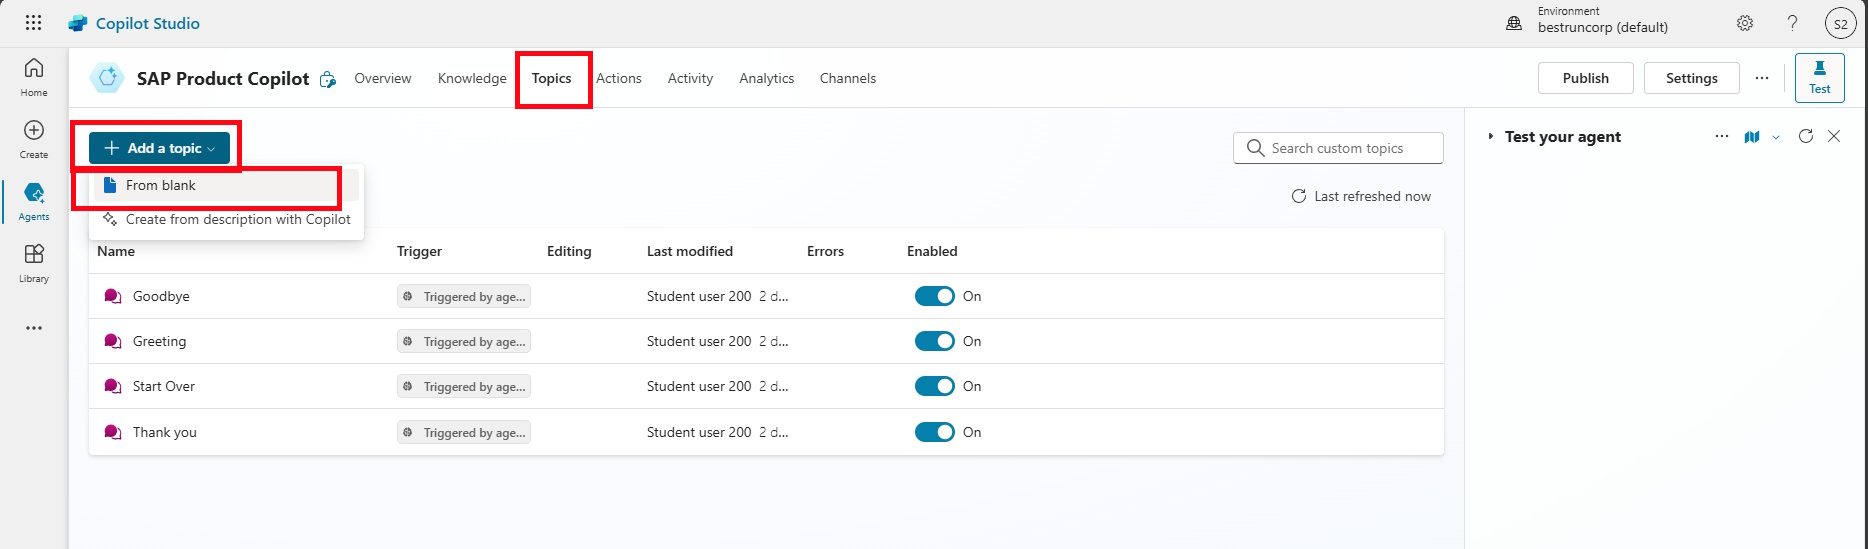 Copilot Studio
Environment
bestruncorp (default)
?
S2
Home
Create
Agents
Library
SAP Product Copilot
Overview
Knowledge
Topics
Actions
Activity
Analytics
Channels
Publish
Settings
...
Test
+ Add a topic
From blank
Create from description with Copilot
Search custom topics
Last refreshed now
Name Trigger Editing Last modified Errors Enabled
Goodbye Triggered by age... Student user 200 2 d... On
Greeting Triggered by age... Student user 200 2 d... On
Start Over Triggered by age... Student user 200 2 d... On
Thank you Triggered by age... Student user 200 2 d... On
Test your agent